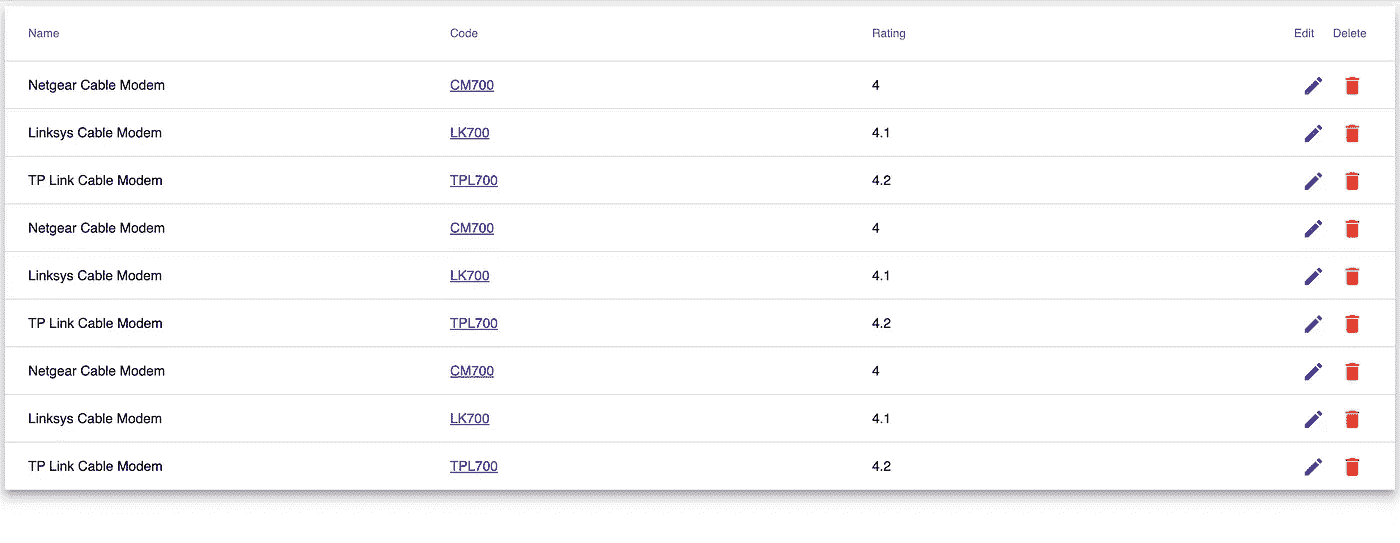 Name Code Rating Edit Delete
Netgear Cable Modem CM700 4
Linksys Cable Modem LK700 4.1
TP Link Cable Modem TPL700 4.2
Netgear Cable Modem CM700 4
Linksys Cable Modem LK700 4.1
TP Link Cable Modem TPL700 4.2
Netgear Cable Modem CM700 4
Linksys Cable Modem LK700 4.1
TP Link Cable Modem TPL700 4.2